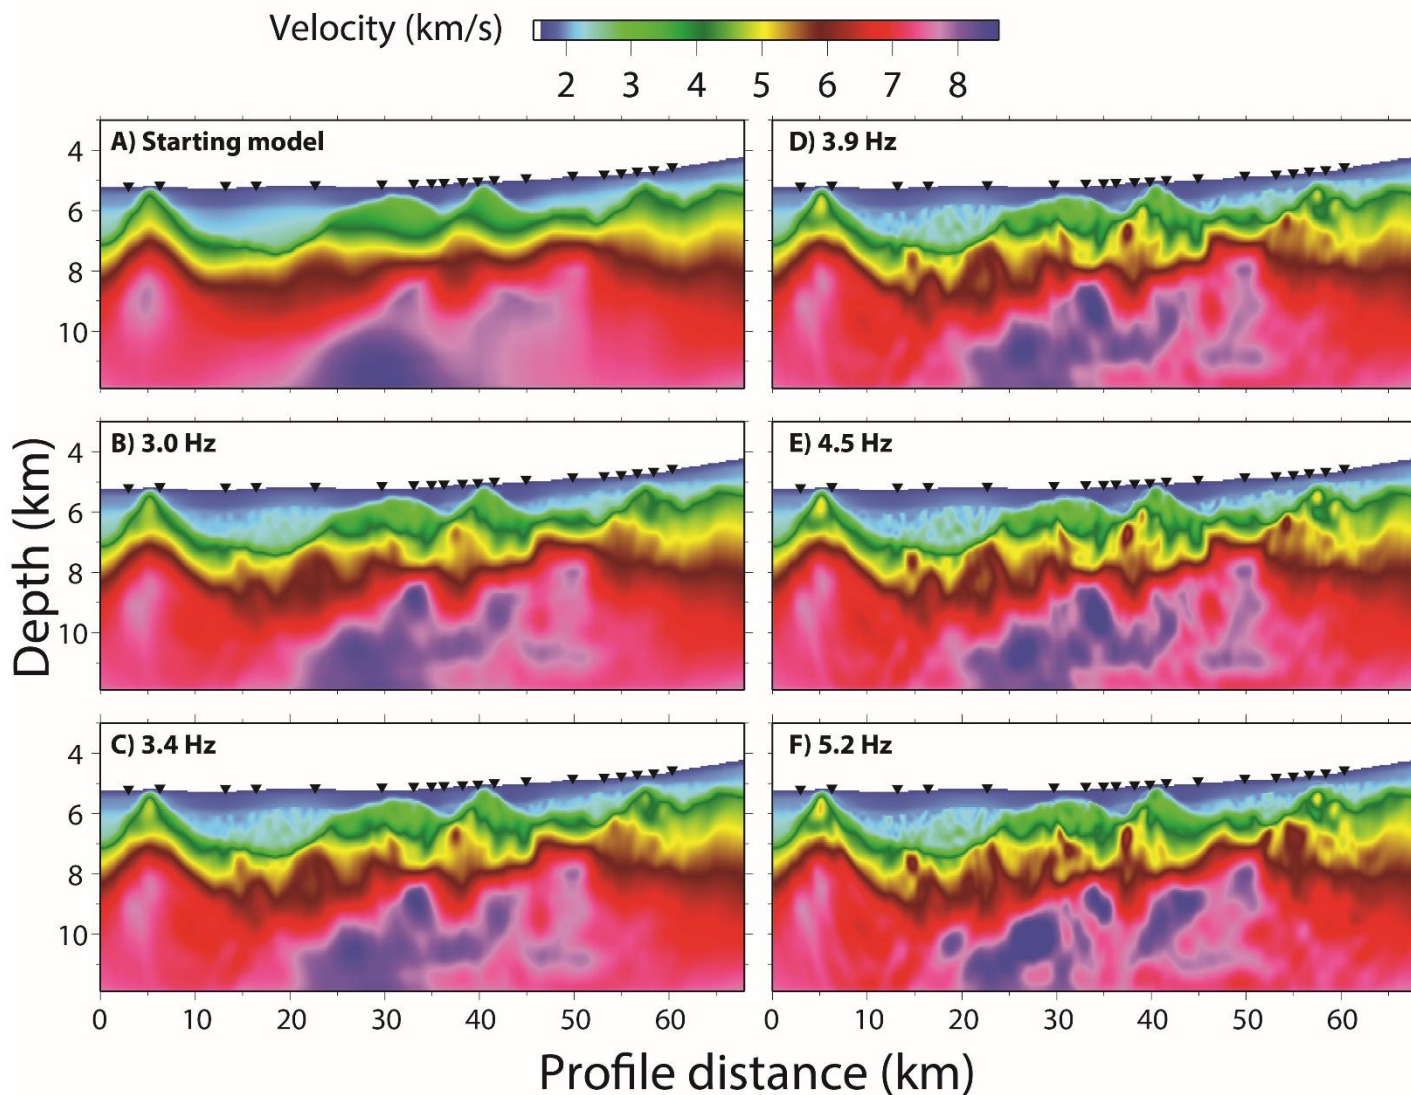 Velocity (km/s)
2 3 4 5 6 7 8
A) Starting model
4
6
8
10
D) 3.9 Hz
B) 3.0 Hz
4
6
8
10
E) 4.5 Hz
Depth (km)
C) 3.4 Hz
4
6
8
10
F) 5.2 Hz
0 10 20 30 40 50 60
0 10 20 30 40 50 60
Profile distance (km)